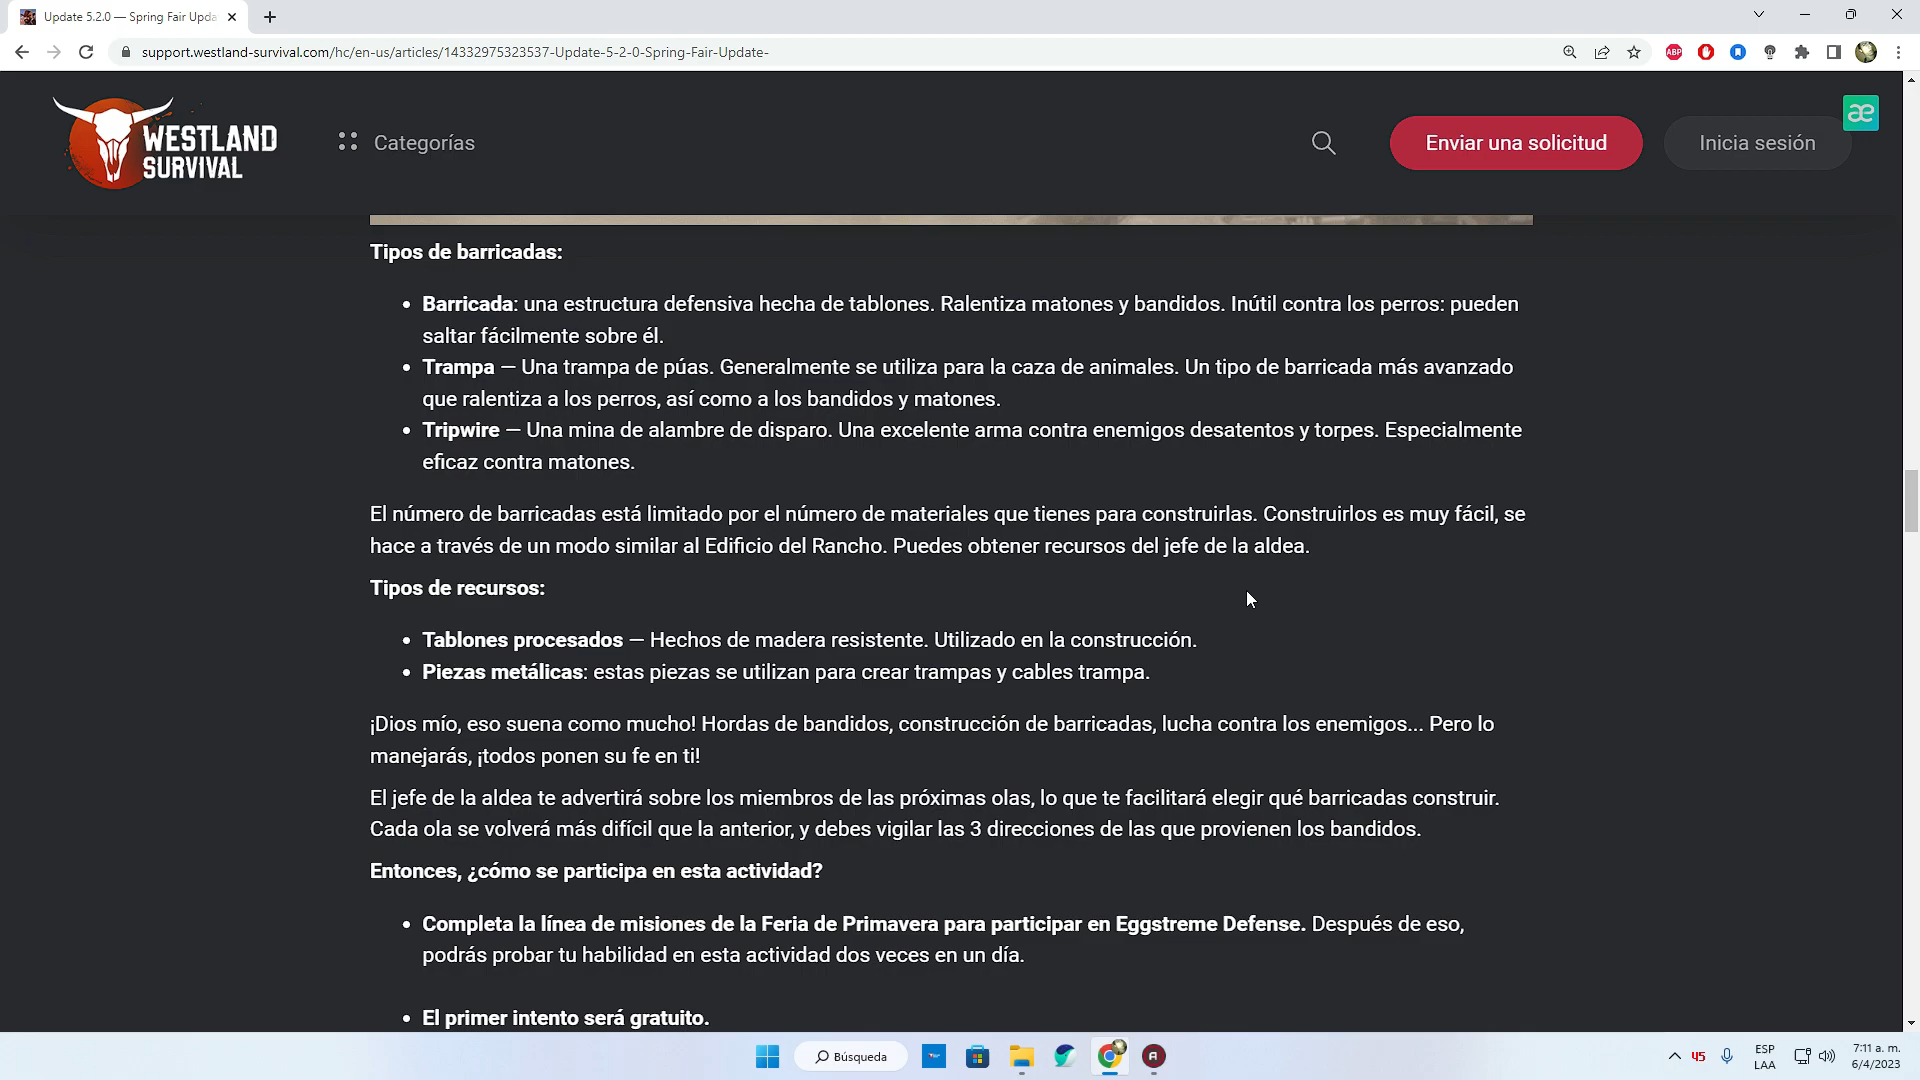 Update 5.2.0 — Spring Fair Upda
support.westland-survival.com/hc/en-us/articles/14332975323537-Update-5-2-0-Spring-Fair-Update-
ABP
æ
WESTLAND
SURVIVAL
Categorías
Enviar una solicitud
Inicia sesión
Tipos de barricadas:
• Barricada: una estructura defensiva hecha de tablones. Ralentiza matones y bandidos. Inútil contra los perros: pueden
saltar fácilmente sobre él.
• Trampa — Una trampa de púas. Generalmente se utiliza para la caza de animales. Un tipo de barricada más avanzado
que ralentiza a los perros, así como a los bandidos y matones.
• Tripwire — Una mina de alambre de disparo. Una excelente arma contra enemigos desatentos y torpes. Especialmente
eficaz contra matones.
El número de barricadas está limitado por el número de materiales que tienes para construirlas. Construirlos es muy fácil, se
hace a través de un modo similar al Edificio del Rancho. Puedes obtener recursos del jefe de la aldea.
Tipos de recursos:
• Tablones procesados — Hechos de madera resistente. Utilizado en la construcción.
• Piezas metálicas: estas piezas se utilizan para crear trampas y cables trampa.
¡Dios mío, eso suena como mucho! Hordas de bandidos, construcción de barricadas, lucha contra los enemigos... Pero lo
manejarás, ¡todos ponen su fe en ti!
El jefe de la aldea te advertirá sobre los miembros de las próximas olas, lo que te facilitará elegir qué barricadas construir.
Cada ola se volverá más difícil que la anterior, y debes vigilar las 3 direcciones de las que provienen los bandidos.
Entonces, ¿cómo se participa en esta actividad?
• Completa la línea de misiones de la Feria de Primavera para participar en Eggstreme Defense. Después de eso,
podrás probar tu habilidad en esta actividad dos veces en un día.
• El primer intento será gratuito.
Búsqueda
45
ESP
LAA
7:11 a. m.
6/4/2023